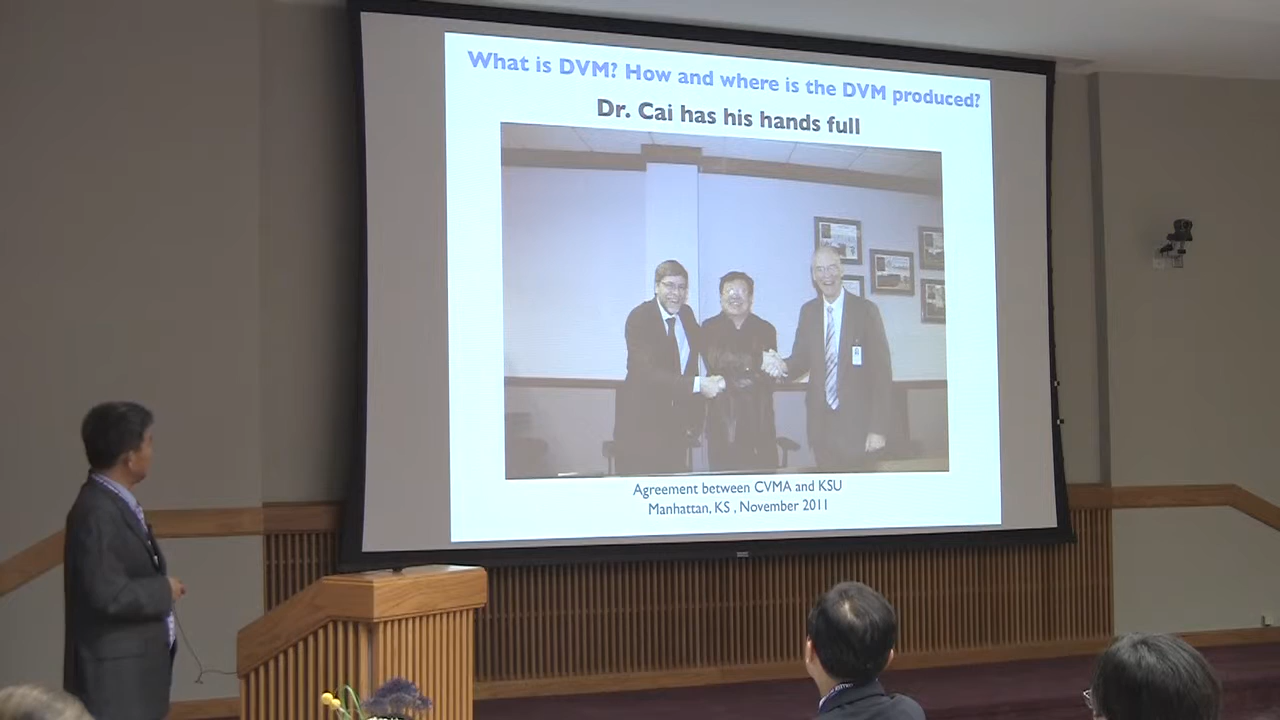 What is DVM? How and where is the DVM produced?
Dr. Cai has his hands full
Agreement between CVMA and KSU
Manhattan, KS , November 2011